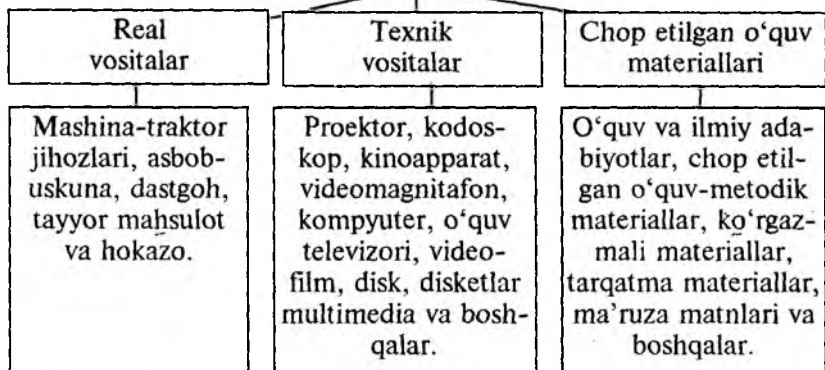 Real
vositalar
Texnik
vositalar
Chop etilgan o‘quv
materiallari
Mashina-traktor
jihozlari, asbob-
uskuna, dastgoh,
tayyor mahsulot
va hokazo.
Proektor, kodos-
kop, kinoapparat,
videomagnitafon,
kompyuter, o‘quv
televizori, video-
film, disk, disketlar
multimedia va bosh-
qalar.
O‘quv va ilmiy ada-
biyotlar, chop etil-
gan o‘quv-metodik
materiallar, ko‘rgaz-
mali materiallar,
tarqatma materiallar,
ma’ruza matnlari va
boshqalar.